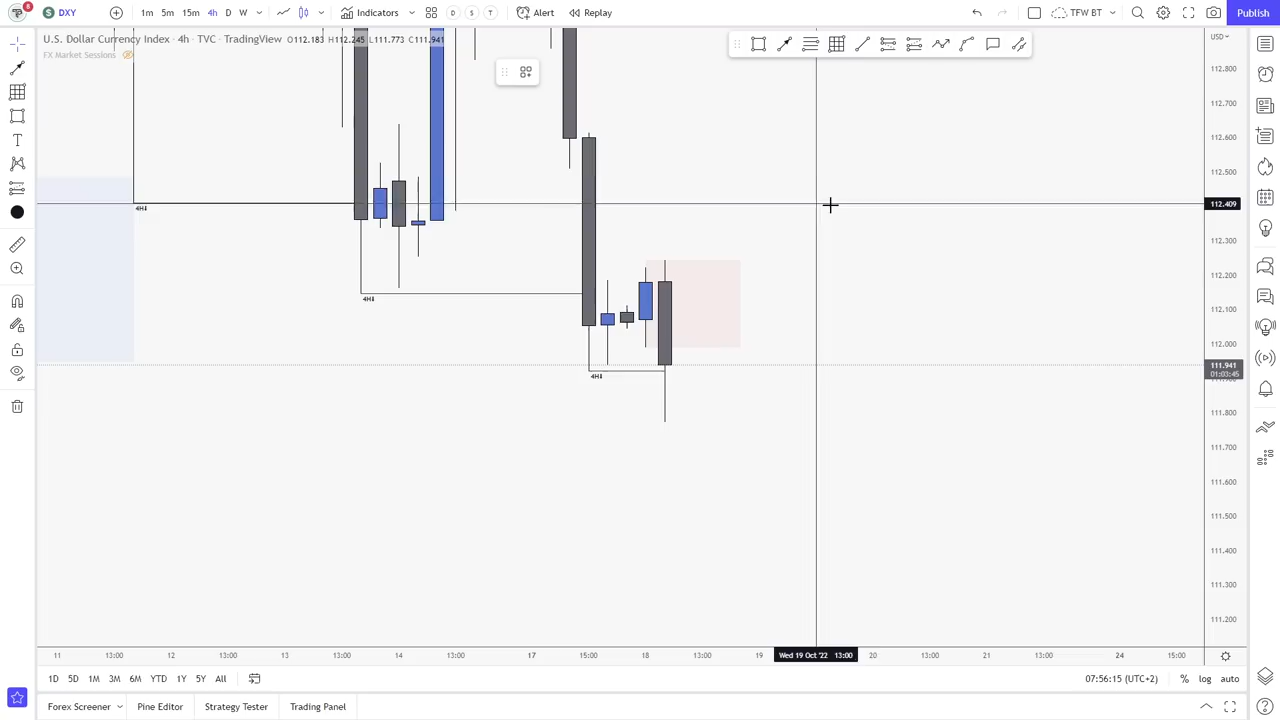 8 DXY 1m 5m 15m 4h D W Indicators D S T Alert Replay TFW BT Publish
U.S. Dollar Currency Index · 4h · TVC · TradingView O112.183 H112.245 L111.773 C111.941
FX Market Sessions
USD
112.800
112.700
112.600
112.500
112.409
4H
112.300
112.200
4H
112.100
112.000
111.941
01:03:45
4H
111.900
111.800
111.700
111.600
111.500
111.400
111.300
111.200
11 13:00 12 13:00 13 13:00 14 13:00 17 15:00 18 13:00 19 Wed 19 Oct '22 13:00 20 13:00 21 13:00 24 15:00
1D 5D 1M 3M 6M YTD 1Y 5Y All 07:56:15 (UTC+2) % log auto
Forex Screener Pine Editor Strategy Tester Trading Panel